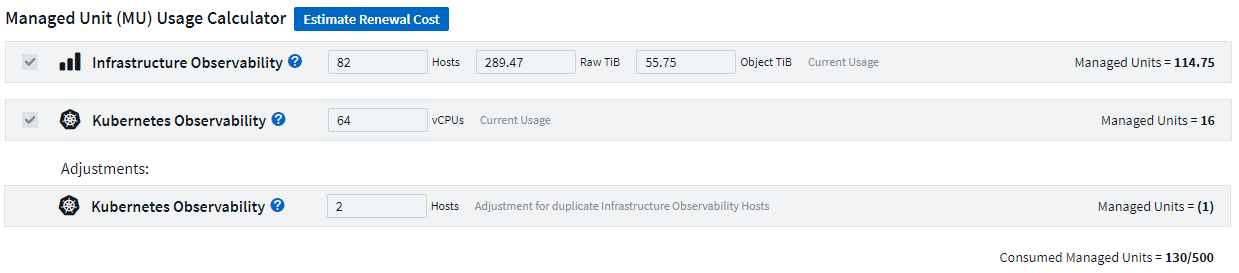 Managed Unit (MU) Usage Calculator Estimate Renewal Cost
Infrastructure Observability ? 82 Hosts 289.47 Raw TiB 55.75 Object TiB Current Usage Managed Units = 114.75
Kubernetes Observability ? 64 vCPUs Current Usage Managed Units = 16
Adjustments:
Kubernetes Observability ? 2 Hosts Adjustment for duplicate Infrastructure Observability Hosts Managed Units = (1)
Consumed Managed Units = 130/500